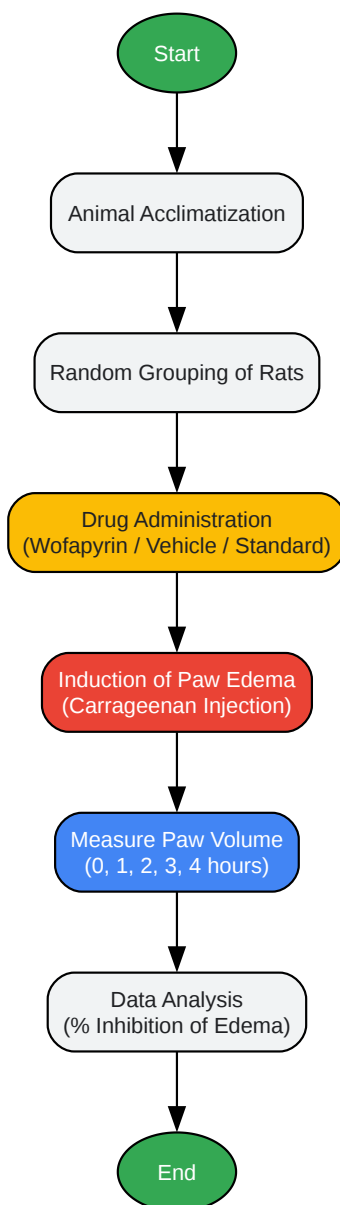 Start
Animal Acclimatization
Random Grouping of Rats
Drug Administration
(Wofapyrin / Vehicle / Standard)
Induction of Paw Edema
(Carrageenan Injection)
Measure Paw Volume
(0, 1, 2, 3, 4 hours)
Data Analysis
(% Inhibition of Edema)
End